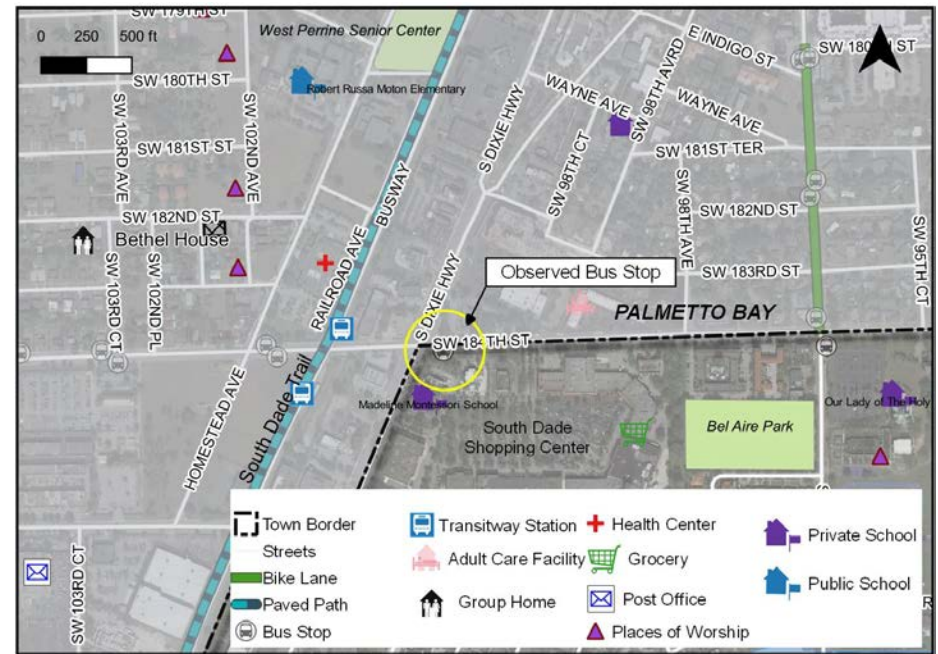 SW 179TH ST
0 250 500 ft
West Perrine Senior Center
SW 180TH ST
Robert Russa Moton Elementary
E INDIGO ST
WAYNE AVE
WAYNE AVE
SW 98TH AVRD
S DIXIE HWY
SW 103RD AVE
SW 102ND AVE
SW 181ST ST
SW 98TH CT
SW 181ST TER
BUSWAY
SW 182ND ST
SW 98TH AVE
SW 182ND ST
SW 95TH CT
Bethel House
RAILROAD AVE
SW 183RD ST
Observed Bus Stop
SW 103RD CT
SW 102ND PL
S DIXIE HWY
PALMETTO BAY
SW 184TH ST
HOMESTEAD AVE
South Dade Trail
Madeline Montessori School
South Dade
Shopping Center
Bel Aire Park
Our Lady of The Holy
SW 103RD CT
Town Border
Streets
Bike Lane
Paved Path
Bus Stop
Transitway Station
Adult Care Facility
Group Home
Health Center
Grocery
Post Office
Places of Worship
Private School
Public School